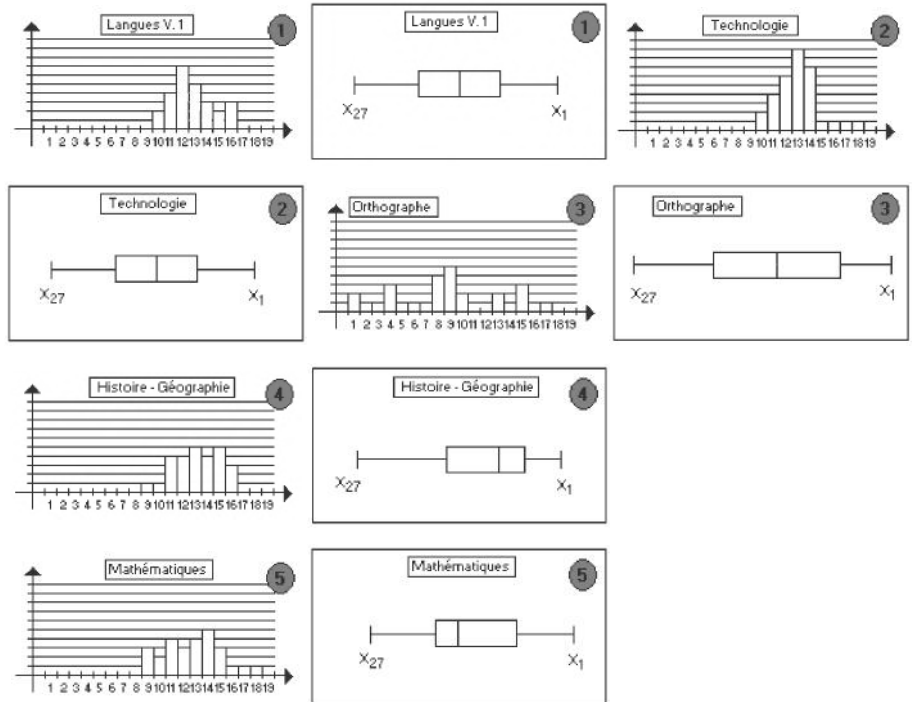 Langues V.1
1
1 2 3 4 5 6 7 8 9 10 11 12 13 14 15 16 17 18 19
Langues V.1
1
X27 X1
Technologie
2
1 2 3 4 5 6 7 8 9 10 11 12 13 14 15 16 17 18 19
Technologie
2
X27 X1
Orthographe
3
1 2 3 4 5 6 7 8 9 10 11 12 13 14 15 16 17 18 19
Orthographe
3
X27 X1
Histoire - Géographie
4
1 2 3 4 5 6 7 8 9 10 11 12 13 14 15 16 17 18 19
Histoire - Géographie
4
X27 X1
Mathématiques
5
1 2 3 4 5 6 7 8 9 10 11 12 13 14 15 16 17 18 19
Mathématiques
5
X27 X1